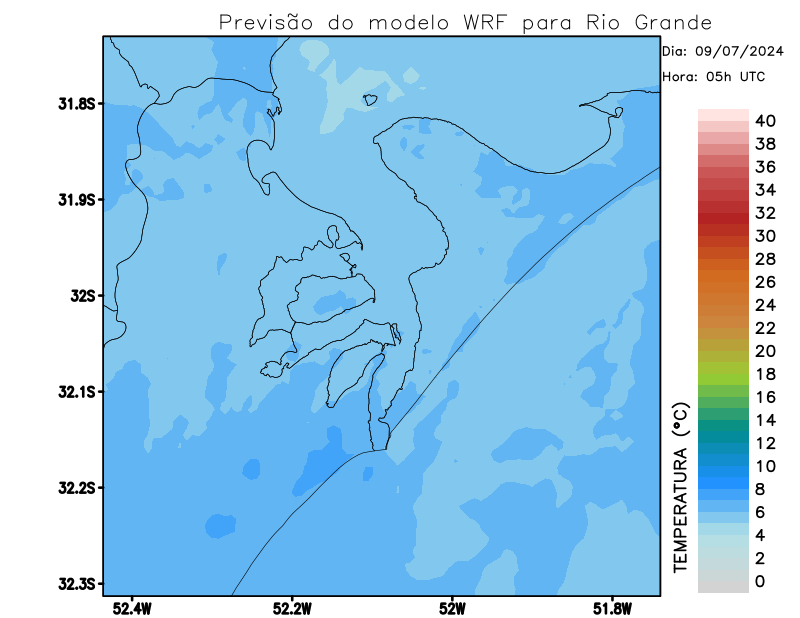 Previsão do modelo WRF para Rio Grande
Dia: 09/07/2024
Hora: 05h UTC
31.8S
31.9S
32S
32.1S
32.2S
32.3S
52.4W
52.2W
52W
51.8W
TEMPERATURA (°C)
40
38
36
34
32
30
28
26
24
22
20
18
16
14
12
10
8
6
4
2
0